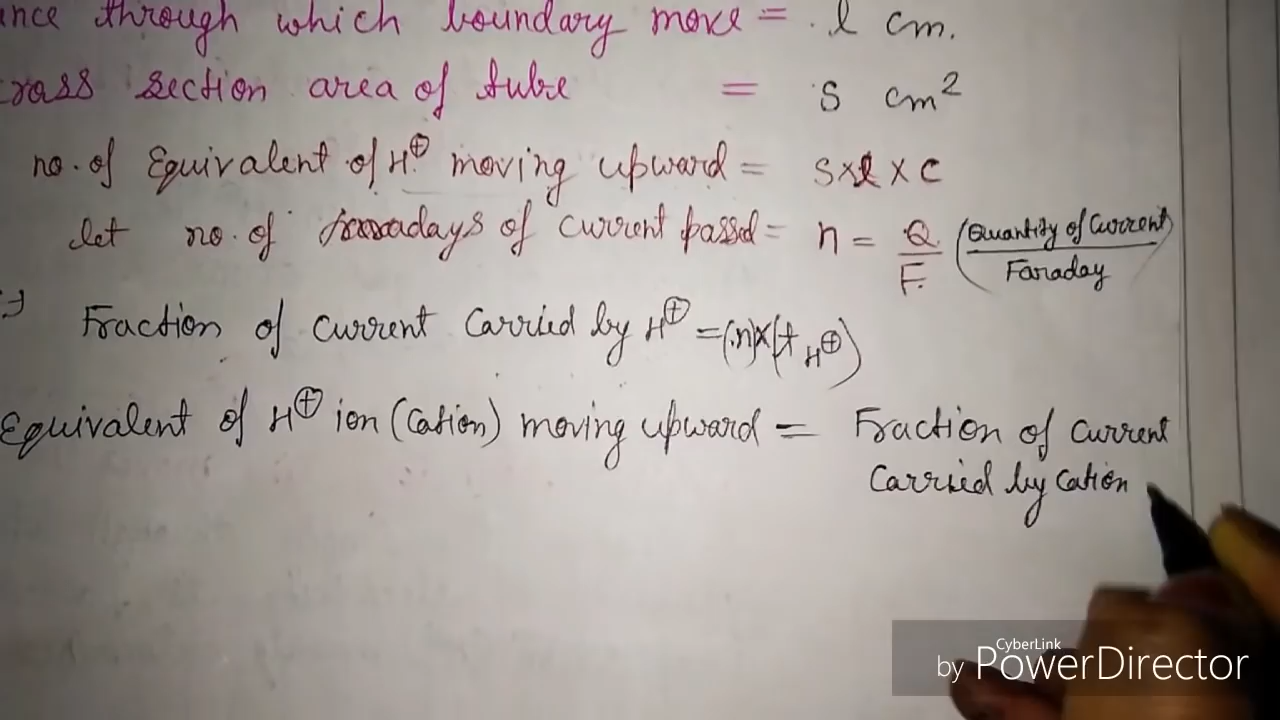 ance through which boundary move = l cm.
cross section area of tube = s cm²
no. of Equivalent of H⊕ moving upward = s×l×c
let no. of faradays of current passed = n = Q/F (Quantity of Current/Faraday)
Fraction of current Carried by H⊕ = (n)×(t H⊕)
Equivalent of H⊕ ion (Cation) moving upward = Fraction of current
Carried by Cation
CyberLink
by PowerDirector